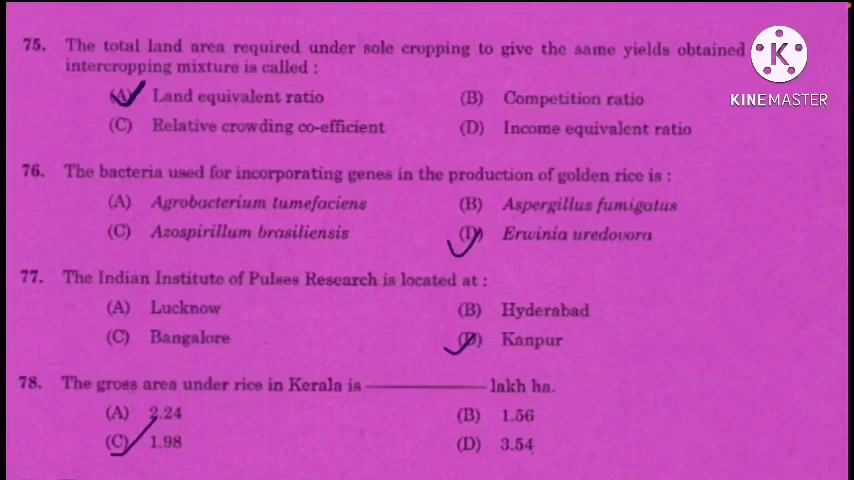 75. The total land area required under sole cropping to give the same yields obtained
intercropping mixture is called :
(A) Land equivalent ratio (B) Competition ratio
(C) Relative crowding co-efficient (D) Income equivalent ratio
K
KINEMASTER
76. The bacteria used for incorporating genes in the production of golden rice is :
(A) Agrobacterium tumefaciens (B) Aspergillus fumigatus
(C) Azospirillum brasiliensis (D) Erwinia uredovora
77. The Indian Institute of Pulses Research is located at :
(A) Lucknow (B) Hyderabad
(C) Bangalore (D) Kanpur
78. The gross area under rice in Kerala is ———— lakh ha.
(A) 2.24 (B) 1.56
(C) 1.98 (D) 3.54